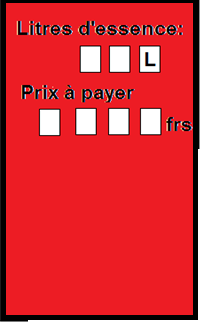 Litres d'essence:
L
Prix à payer
frs